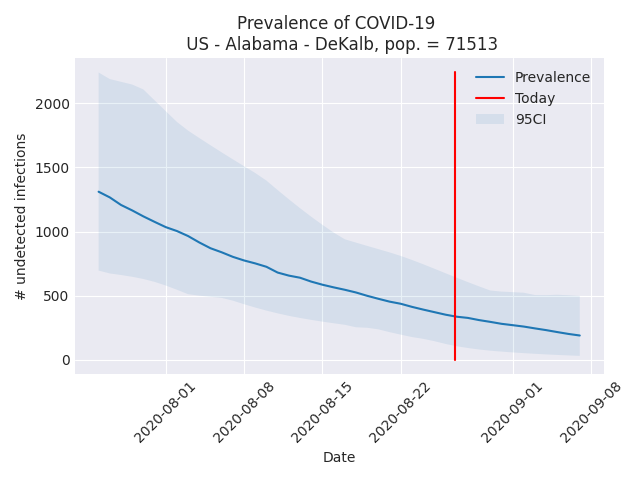 Prevalence of COVID-19
US - Alabama - DeKalb, pop. = 71513
Prevalence
Today
95CI
2000
1500
1000
500
0
# undetected infections
2020-08-01
2020-08-08
2020-08-15
2020-08-22
2020-09-01
2020-09-08
Date